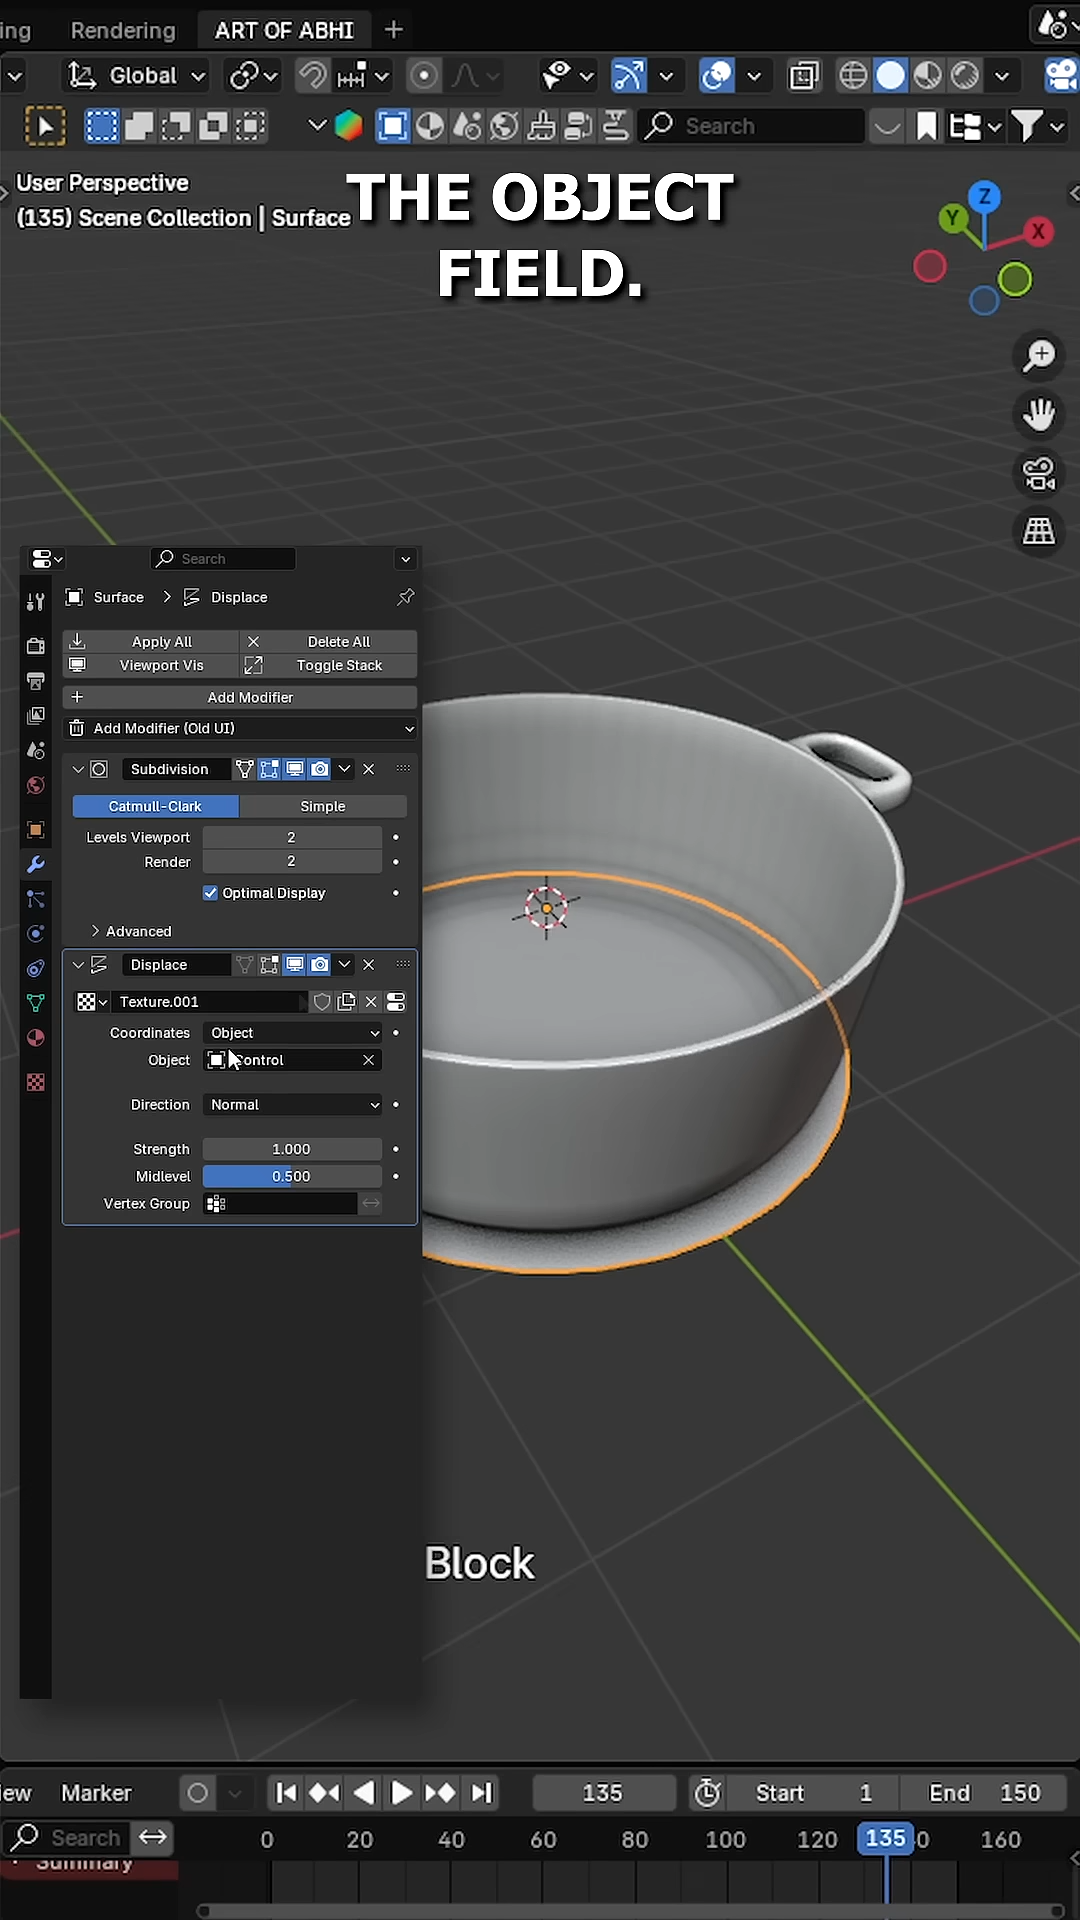 ing Rendering ART OF ABHI
Global
Search
User Perspective
(135) Scene Collection | Surface
THE OBJECT
FIELD.
Z
Y
X
Search
Surface > Displace
Apply All Delete All
Viewport Vis Toggle Stack
Add Modifier
Add Modifier (Old UI)
Subdivision
Catmull-Clark Simple
Levels Viewport 2
Render 2
Optimal Display
Advanced
Displace
Texture.001
Coordinates Object
Object ontrol
Direction Normal
Strength 1.000
Midlevel 0.500
Vertex Group
Block
ew Marker 135 Start 1 End 150
Search 0 20 40 60 80 100 120 135 0 160
Summary